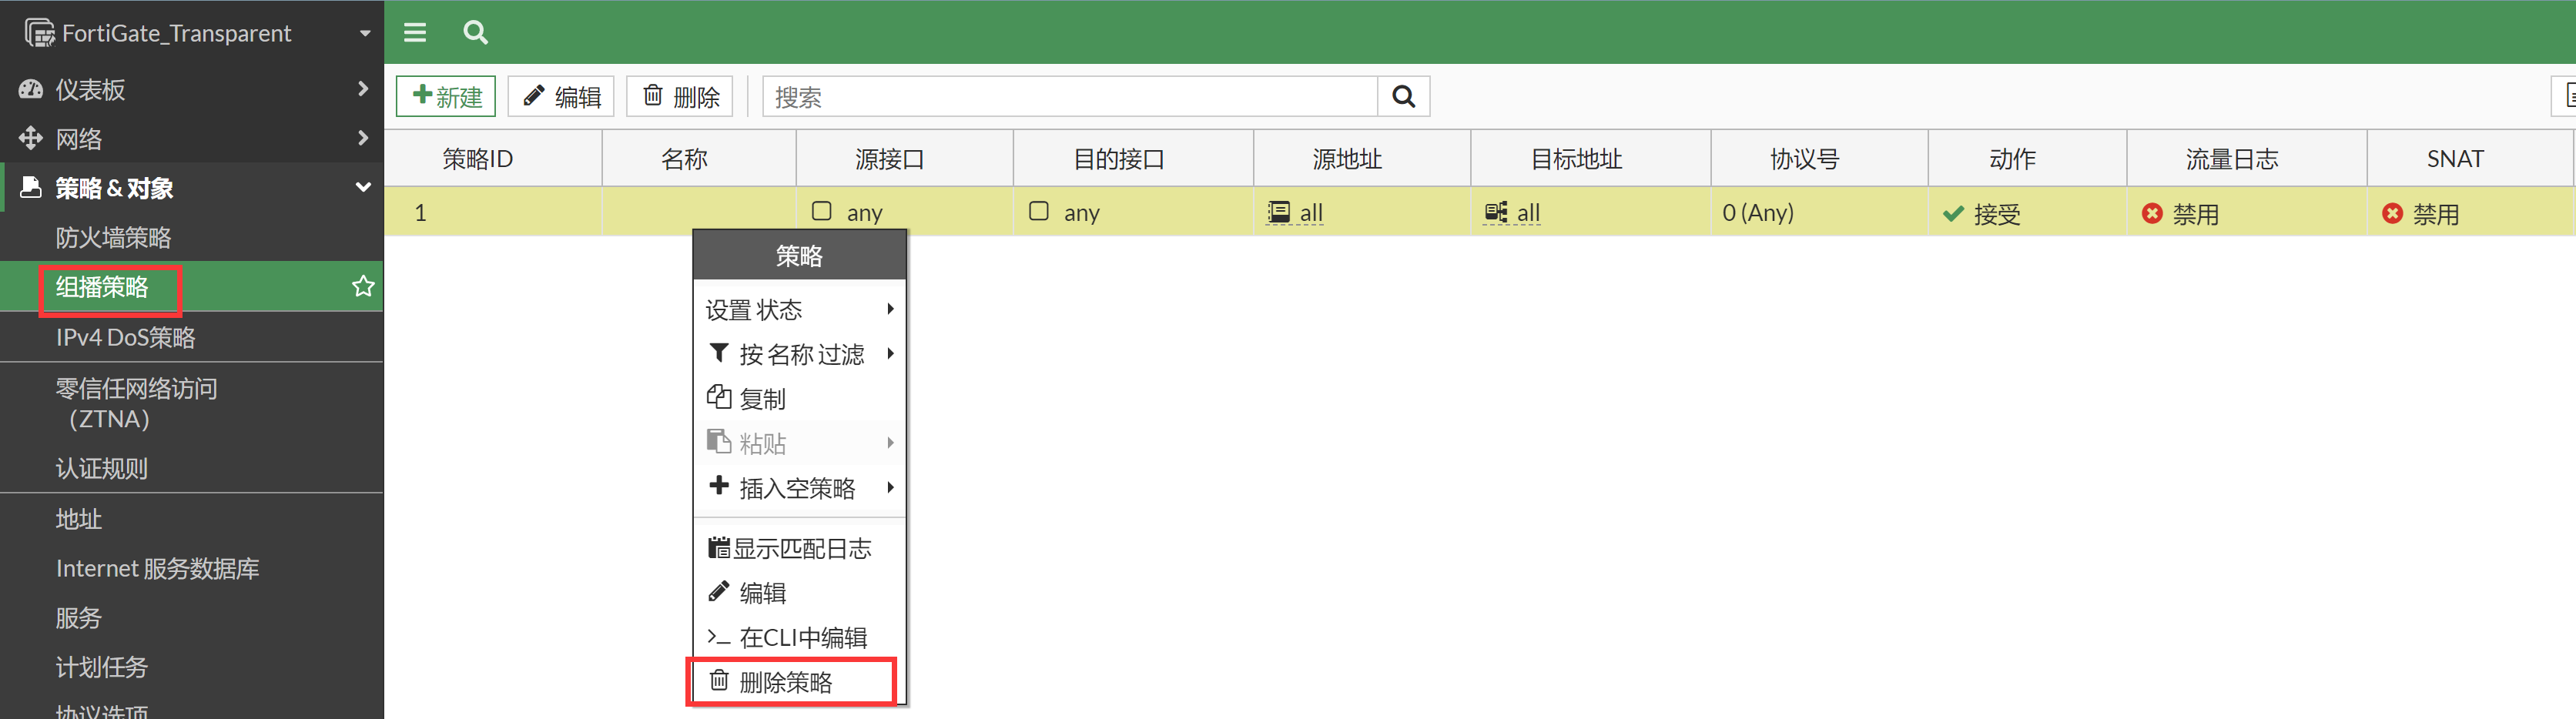 FortiGate_Transparent
仪表板
网络
策略 & 对象
防火墙策略
组播策略
IPv4 DoS策略
零信任网络访问
（ZTNA）
认证规则
地址
Internet 服务数据库
服务
计划任务
协议选项
新建
编辑
删除
搜索
策略ID 名称 源接口 目的接口 源地址 目标地址 协议号 动作 流量日志 SNAT
1 any any all all 0 (Any) 接受 禁用 禁用
策略
设置 状态
按 名称 过滤
复制
粘贴
插入空策略
显示匹配日志
编辑
在CLI中编辑
删除策略